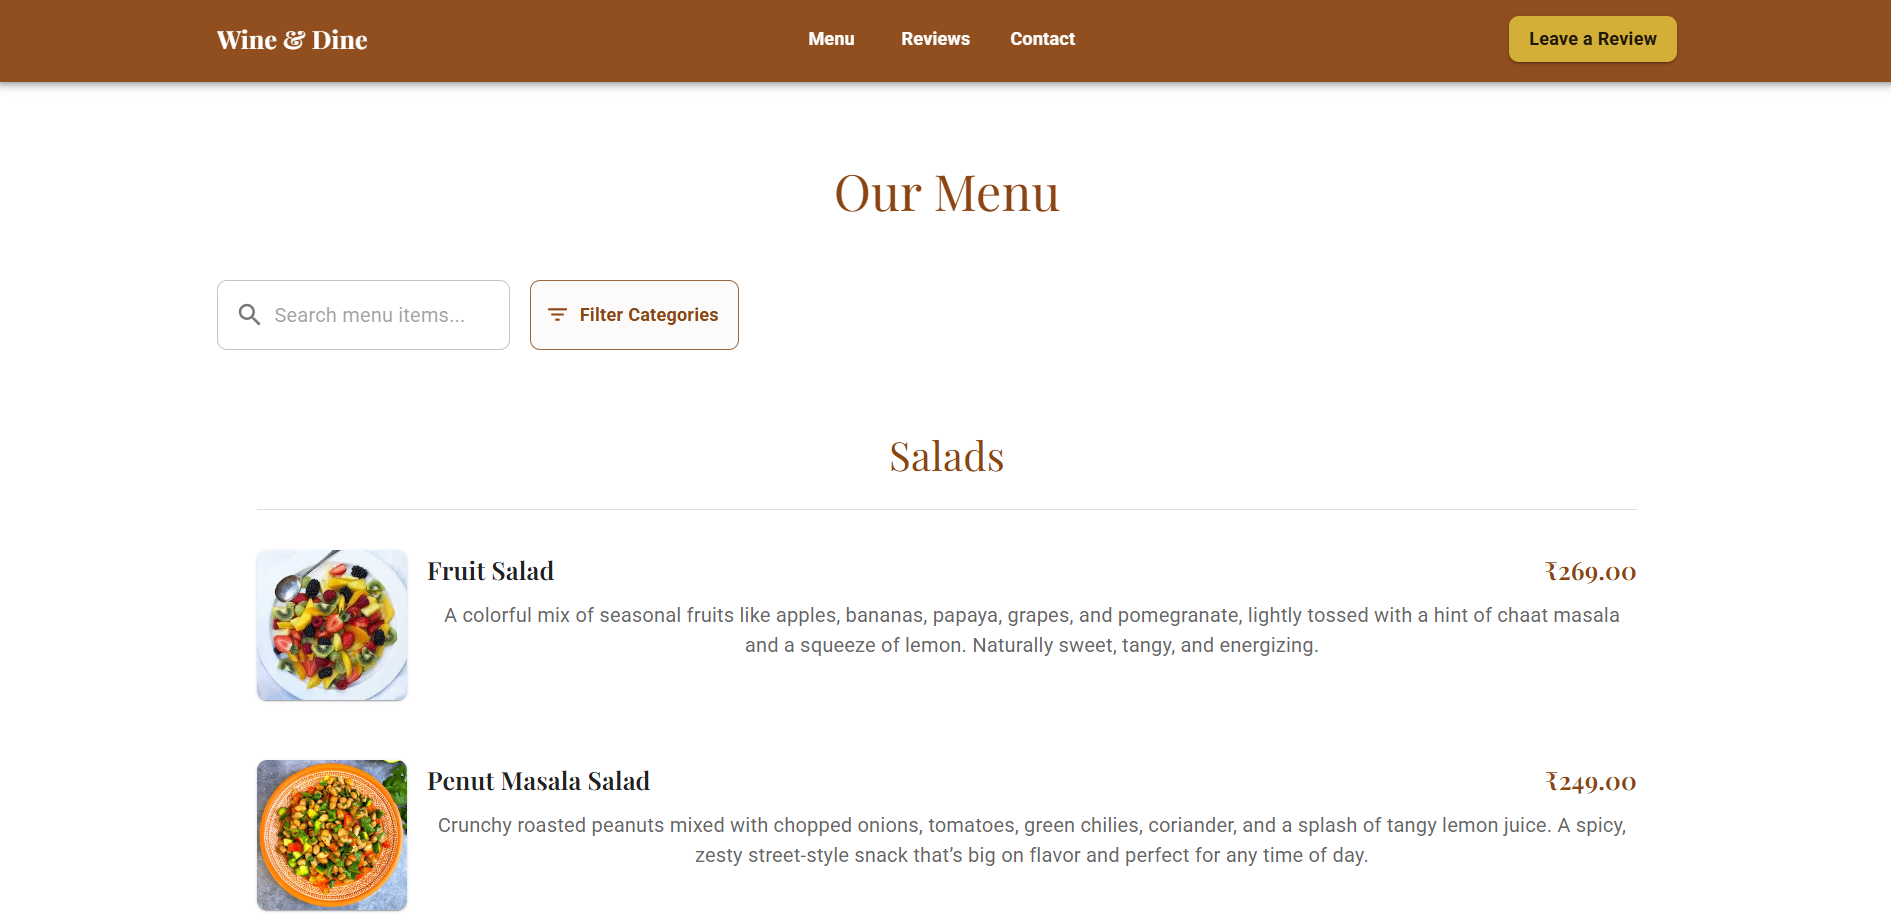 Wine & Dine
Menu
Reviews
Contact
Leave a Review
Our Menu
Search menu items...
Filter Categories
Salads
Fruit Salad
₹269.00
A colorful mix of seasonal fruits like apples, bananas, papaya, grapes, and pomegranate, lightly tossed with a hint of chaat masala
and a squeeze of lemon. Naturally sweet, tangy, and energizing.
Penut Masala Salad
₹249.00
Crunchy roasted peanuts mixed with chopped onions, tomatoes, green chilies, coriander, and a splash of tangy lemon juice. A spicy,
zesty street-style snack that’s big on flavor and perfect for any time of day.